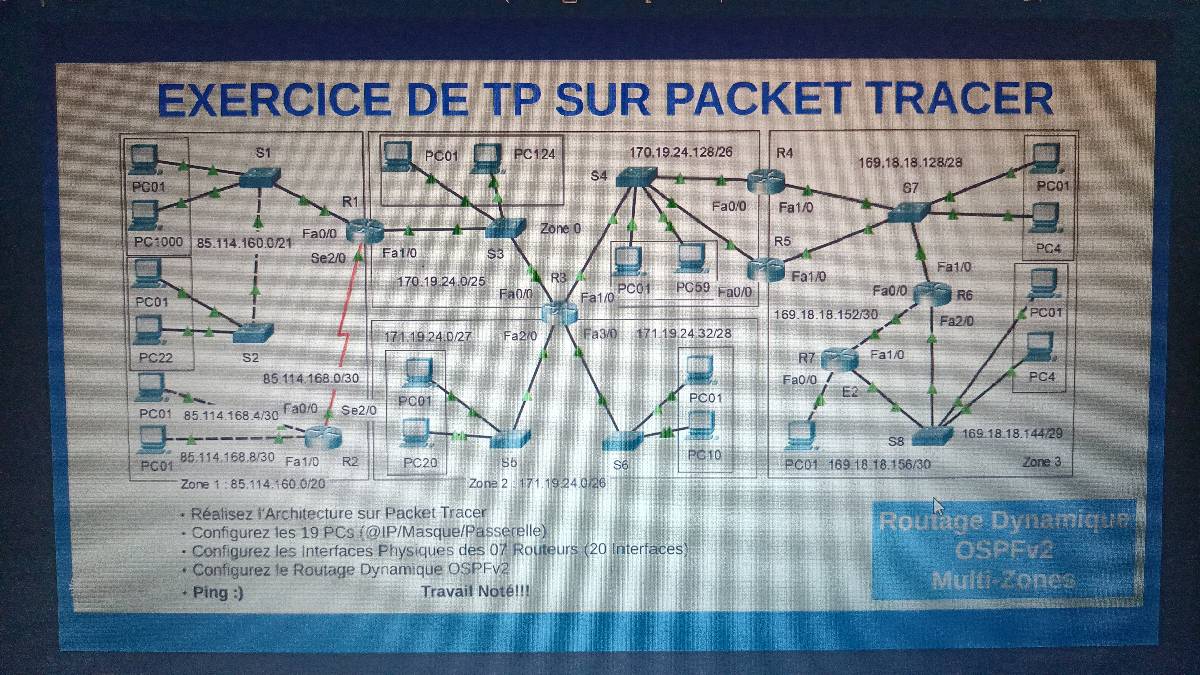 EXERCICE DE TP SUR PACKET TRACER
S1
PC01
R1
PC1000
85.114.160.0/21
Fa0/0
Se2/0
PC01
PC22
S2
85.114.168.0/30
PC01
85.114.168.4/30
Fa0/0
Se2/0
PC01
85.114.168.8/30
Fa1/0
R2
Zone 1 : 85.114.160.0/20
PC01
PC124
Zone 0
Fa1/0
S3
170.19.24.0/25
R3
Fa0/0
Fa1/0
171.19.24.0/27
Fa2/0
Fa3/0
171.19.24.32/28
PC01
PC20
S5
PC01
PC10
S6
Zone 2 : 171.19.24.0/26
170.19.24.128/26
S4
R4
Fa0/0
Fa1/0
R5
PC01
PC59
Fa0/0
Fa1/0
169.18.18.128/28
S7
PC01
PC4
Fa1/0
Fa0/0
R6
169.18.18.152/30
Fa2/0
PC01
R7
Fa1/0
Fa0/0
E2
PC4
S8
169.18.18.144/29
PC01
169.18.18.156/30
Zone 3
• Réalisez l'Architecture sur Packet Tracer
• Configurez les 19 PCs (@IP/Masque/Passerelle)
• Configurez les Interfaces Physiques des 07 Routeurs (20 Interfaces)
• Configurez le Routage Dynamique OSPFv2
• Ping :)
Travail Noté!!!
Routage Dynamique
OSPFv2
Multi-Zones